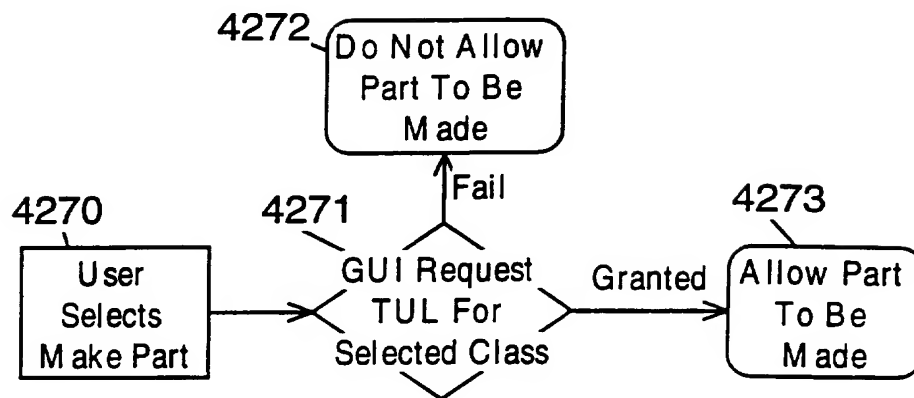 4272
Do Not Allow
Part To Be
Made
Fail
4270
User
Selects
Make Part
4271
GUI Request
TUL For
Selected Class
Granted
4273
Allow Part
To Be
Made